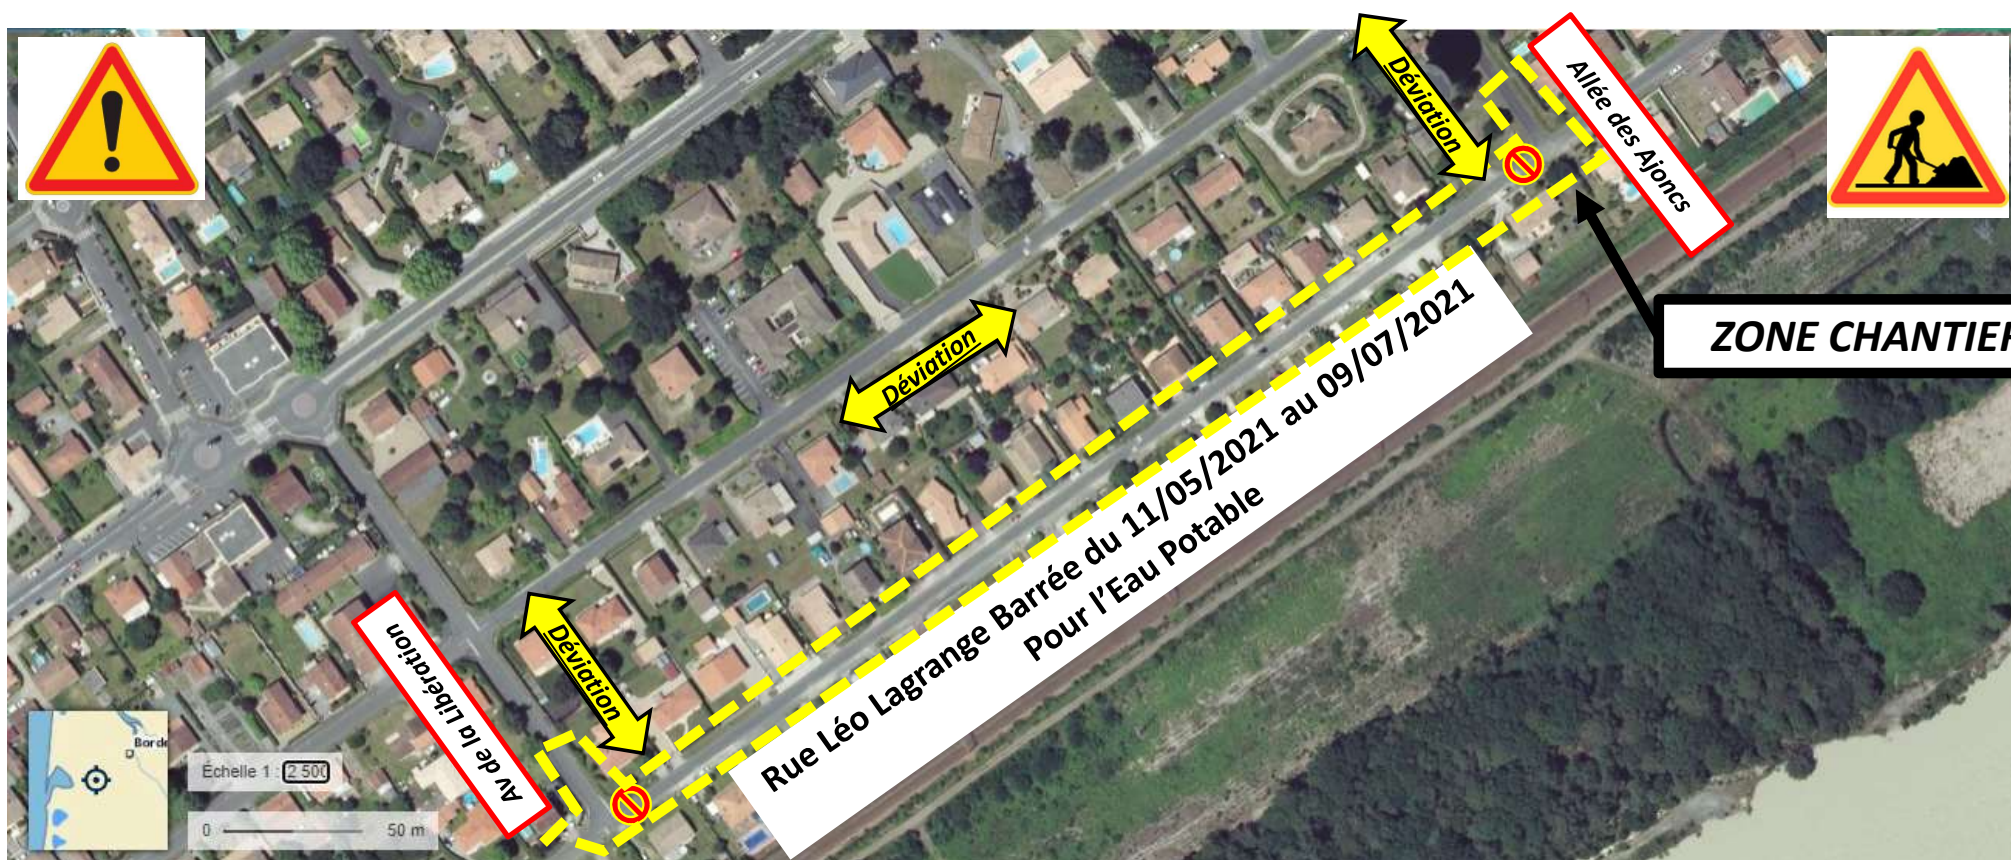 !
Déviation
Allée des Ajoncs
ZONE CHANTIER
Déviation
Rue Léo Lagrange Barrée du 11/05/2021 au 09/07/2021
Pour l'Eau Potable
Déviation
Av de la Libération
Borde
Échelle 1 : 2 500
0 50 m